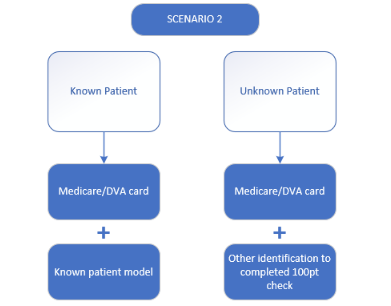 SCENARIO 2
Known Patient
Unknown Patient
Medicare/DVA card
Medicare/DVA card
+
+
Known patient model
Other identification to
completed 100pt
check